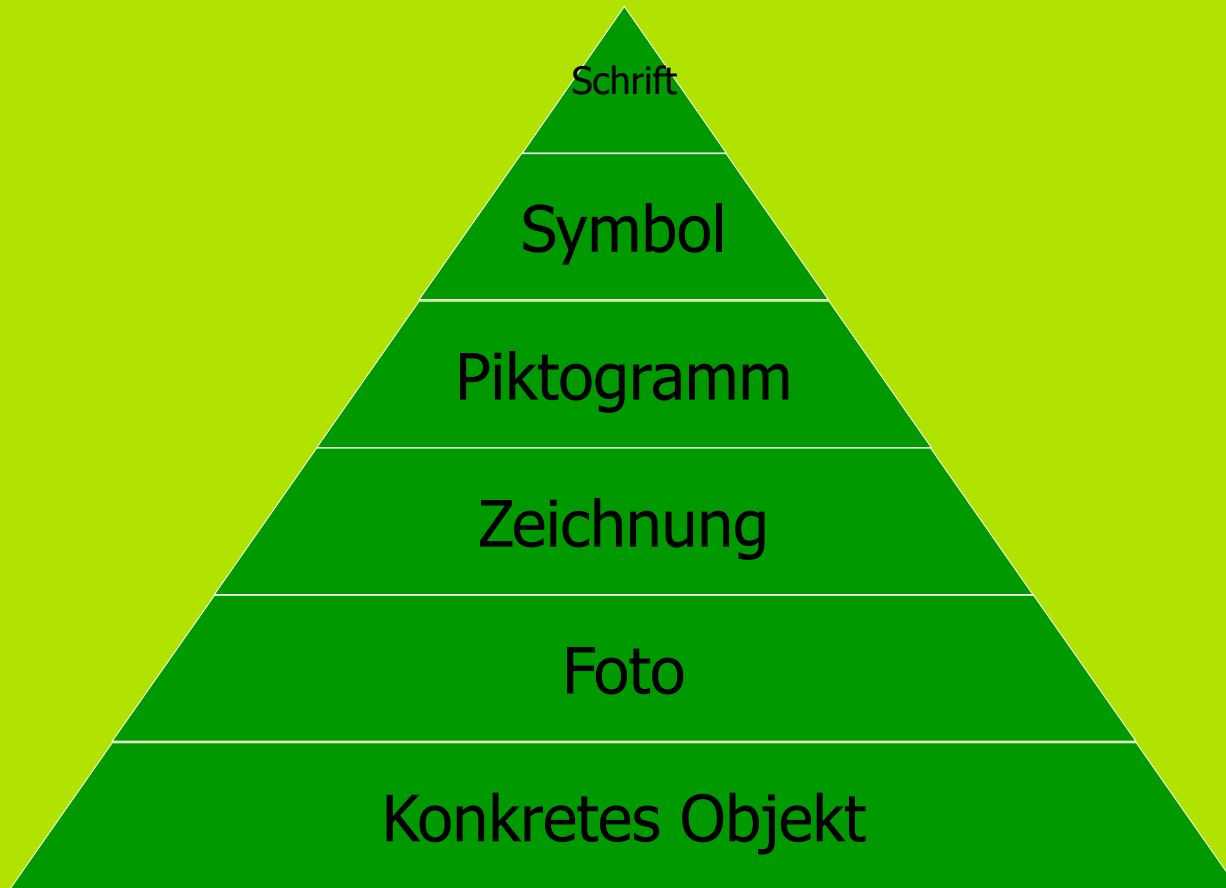 Schrift
Symbol
Piktogramm
Zeichnung
Foto
Konkretes Objekt